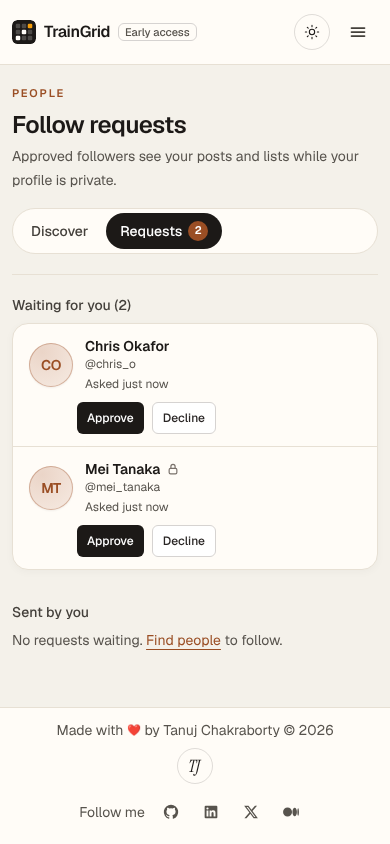 TrainGrid Early access
PEOPLE
Follow requests
Approved followers see your posts and lists while your
profile is private.
Discover Requests 2
Waiting for you (2)
CO
Chris Okafor
@chris_o
Asked just now
Approve Decline
MT
Mei Tanaka
@mei_tanaka
Asked just now
Approve Decline
Sent by you
No requests waiting. Find people to follow.
Made with ❤️ by Tanuj Chakraborty © 2026
TJ
Follow me